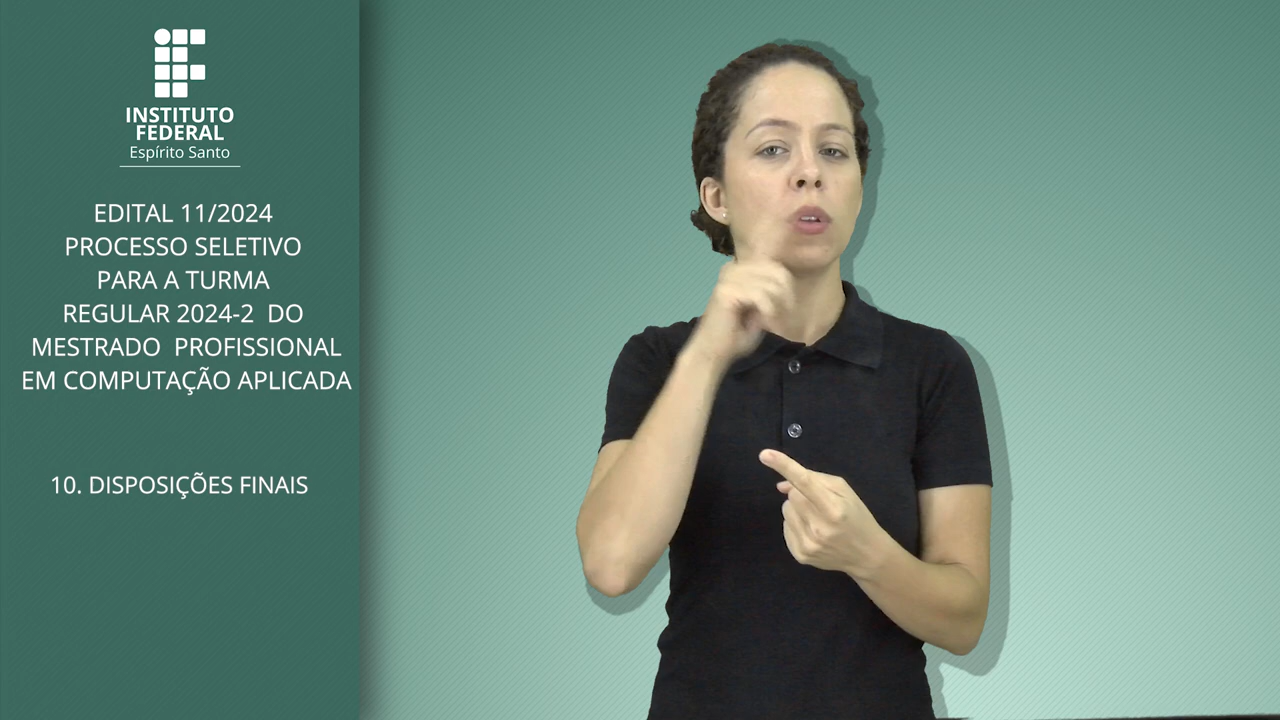 INSTITUTO
FEDERAL
Espírito Santo
EDITAL 11/2024
PROCESSO SELETIVO
PARA A TURMA
REGULAR 2024-2 DO
MESTRADO PROFISSIONAL
EM COMPUTAÇÃO APLICADA
10. DISPOSIÇÕES FINAIS